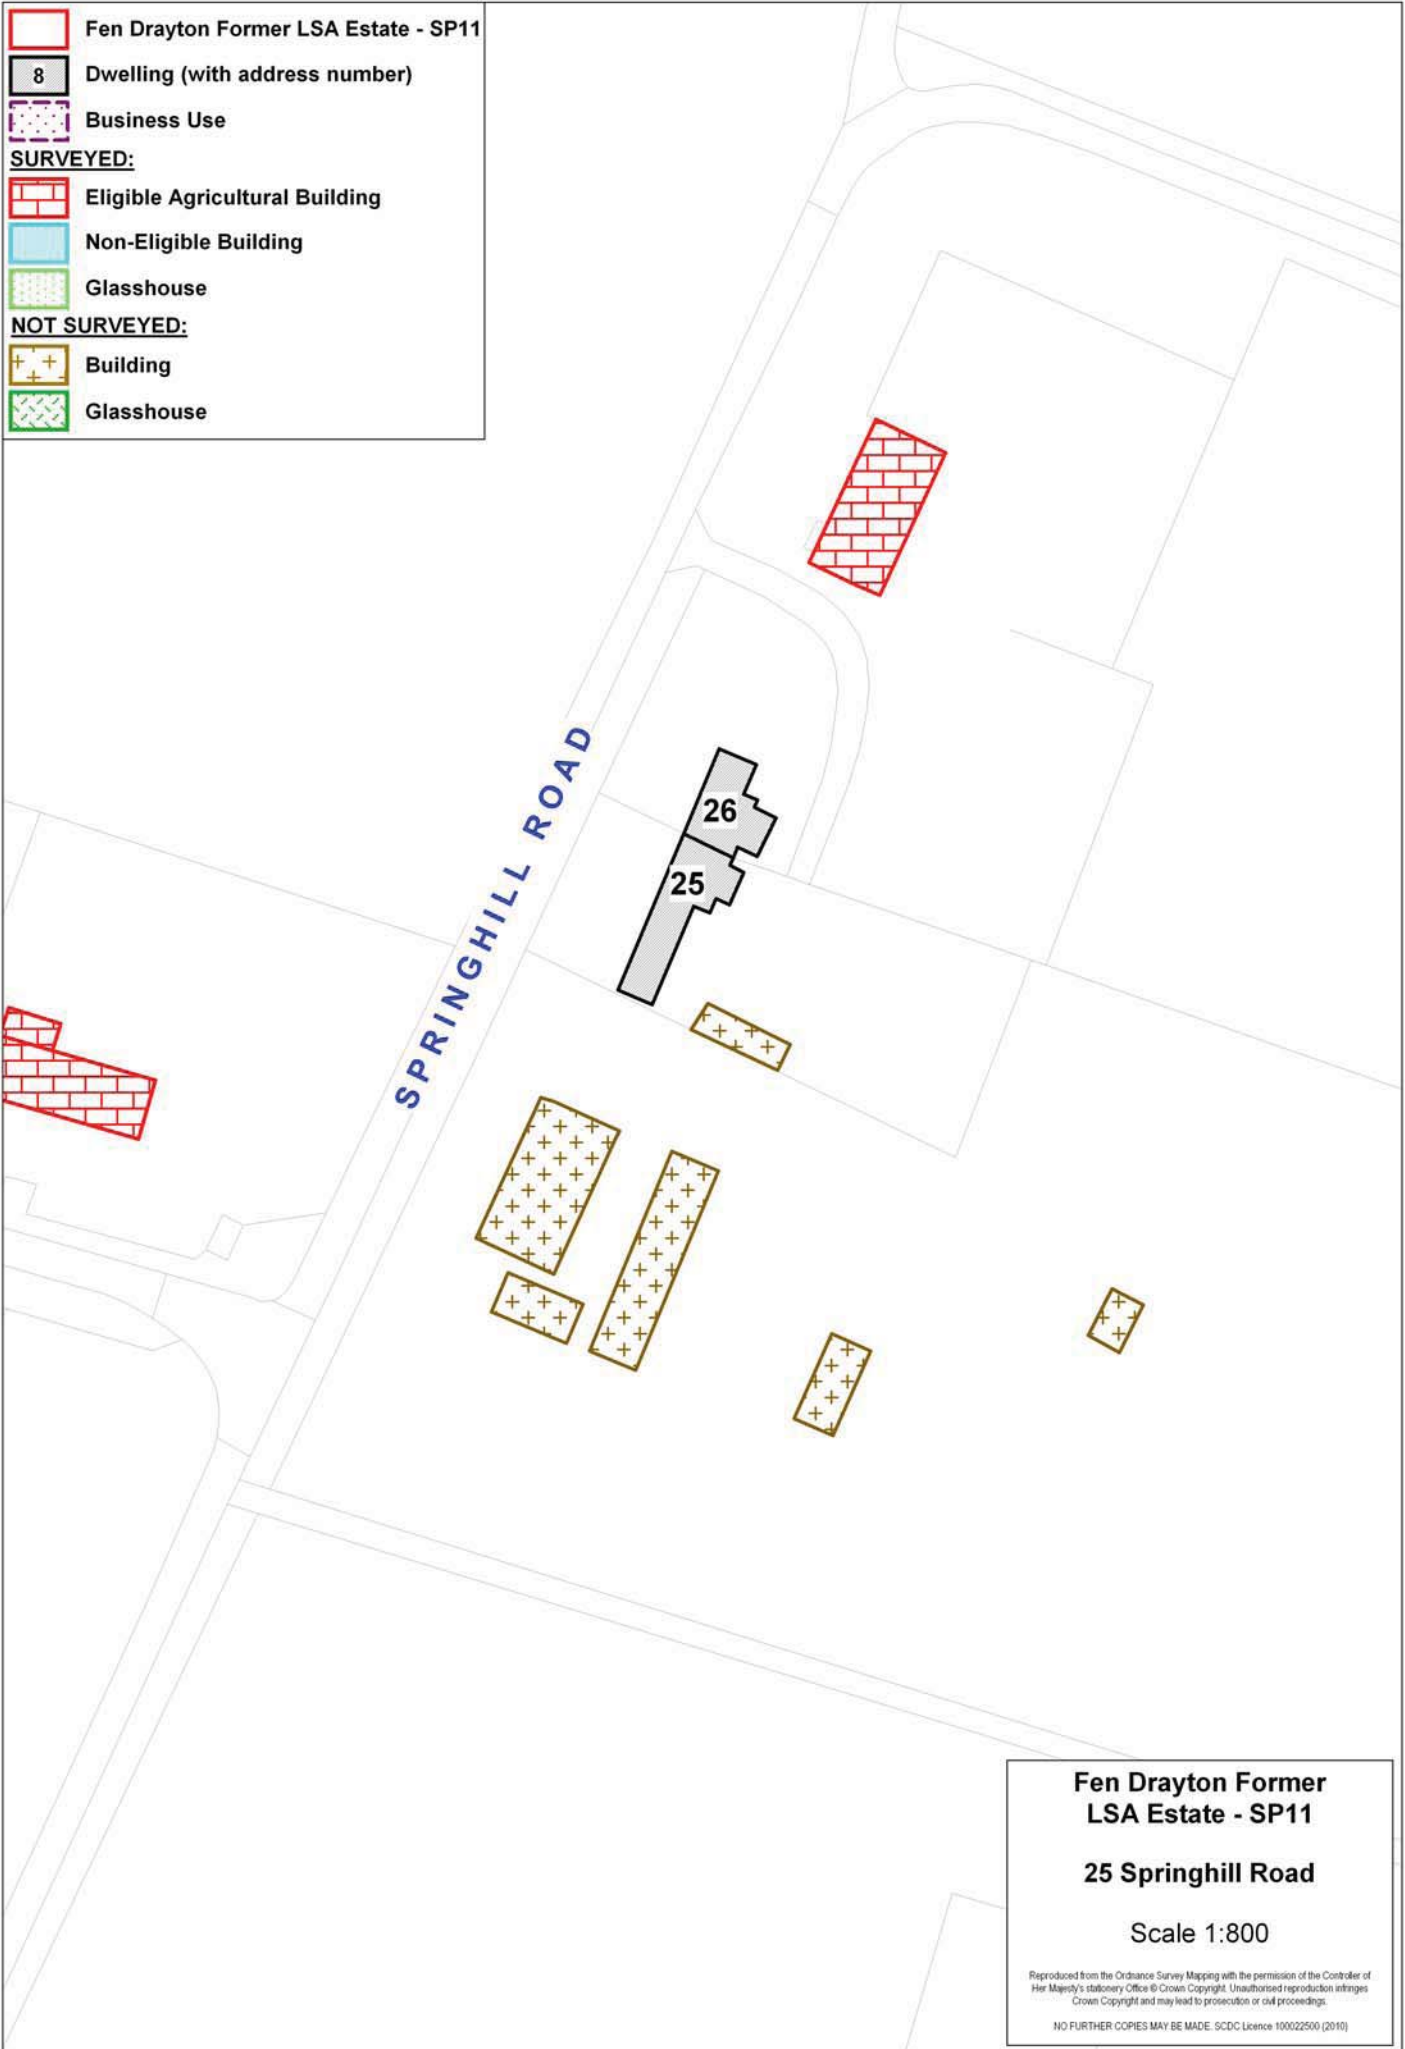 Fen Drayton Former LSA Estate - SP11
8 Dwelling (with address number)
Business Use
SURVEYED:
Eligible Agricultural Building
Non-Eligible Building
Glasshouse
NOT SURVEYED:
Building
Glasshouse
26
25
SPRINGHILL ROAD
Fen Drayton Former
LSA Estate - SP11
25 Springhill Road
Scale 1:800
Reproduced from the Ordnance Survey Mapping with the permission of the Controller of
Her Majesty's stationery Office © Crown Copyright. Unauthorised reproduction infringes
Crown Copyright and may lead to prosecution or civil proceedings.
NO FURTHER COPIES MAY BE MADE. SCDC Licence 100022500 (2010)